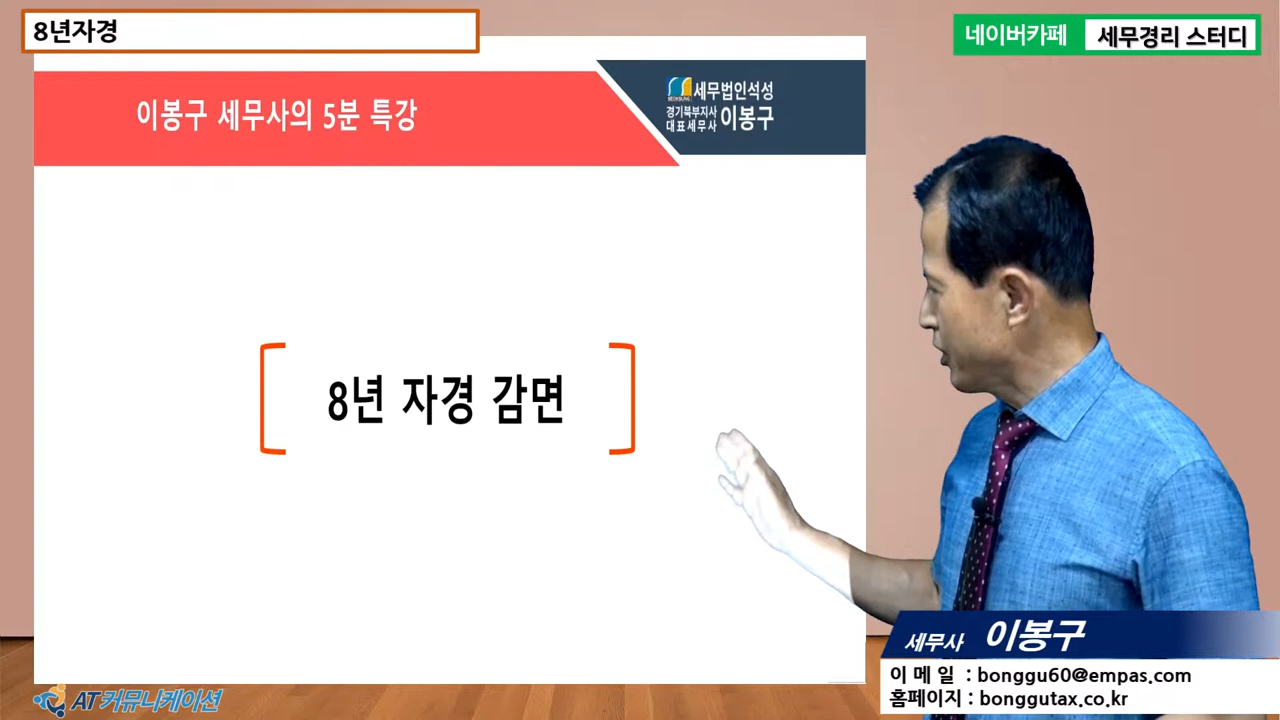 8년자경
네이버카페 세무경리 스터디
이봉구 세무사의 5분 특강
세무법인석성
경기북부지사
대표세무사 이봉구
8년 자경 감면
세무사 이봉구
이 메 일 : bonggu60@empas.com
홈페이지 : bonggutax.co.kr
AT커뮤니케이션